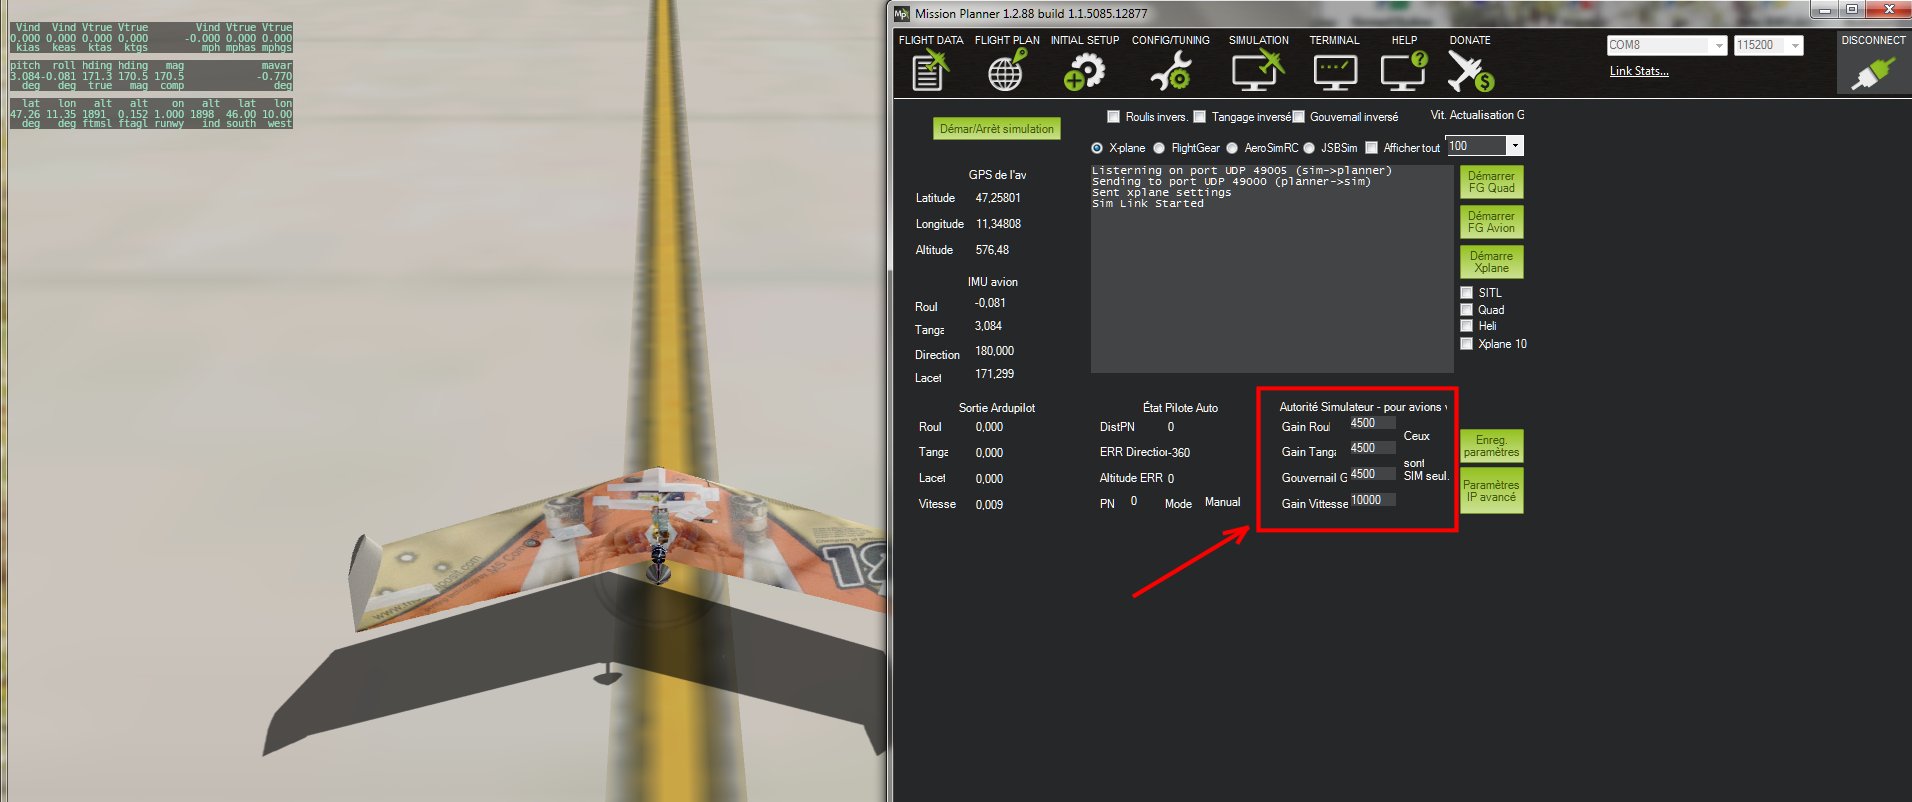 Vind Vind Vtrue Vtrue Vind Vtrue Vtrue
0.000 0.000 0.000 0.000 -0.000 0.000 0.000
kias keas ktas ktgs mph mphas mphgs
pitch roll hding hding mag mavar
3.084 -0.081 171.3 170.5 170.5 -0.770
deg deg true mag comp deg
lat lon alt alt on alt lat lon
47.26 11.35 1891 0.152 1.000 1898 46.00 10.00
deg deg ftmsl ftagl runwy ind south west
Mission Planner 1.2.88 build 1.1.5085.12877
FLIGHT DATA FLIGHT PLAN INITIAL SETUP CONFIG/TUNING SIMULATION TERMINAL HELP DONATE
COM8 115200 DISCONNECT
Link Stats...
Démar/Arrèt simulation
Roulis invers. Tangage inversé Gouvernail inversé Vit. Actualisation G
X-plane FlightGear AeroSimRC JSBSim Afficher tout 100
GPS de l'av
Latitude 47,25801
Longitude 11,34808
Altitude 576,48
IMU avion
Roul -0,081
Tanga 3,084
Direction 180,000
Lacet 171,299
Listerning on port UDP 49005 (sim->planner)
Sending to port UDP 49000 (planner->sim)
Sent xplane settings
Sim Link Started
Démarrer
FG Quad
Démarrer
FG Avion
Démarre
Xplane
SITL
Quad
Heli
Xplane 10
Sortie Ardupilot
Roul 0,000
Tanga 0,000
Lacet 0,000
Vitesse 0,009
État Pilote Auto
DistPN 0
ERR Direction -360
Altitude ERR 0
PN 0 Mode Manual
Autorité Simulateur - pour avions v
Gain Roul 4500
Ceux
Gain Tanga 4500
sont
Gouvernail G 4500 SIM seul.
Gain Vittesse 10000
Enreg.
paramètres
Paramètres
IP avancé